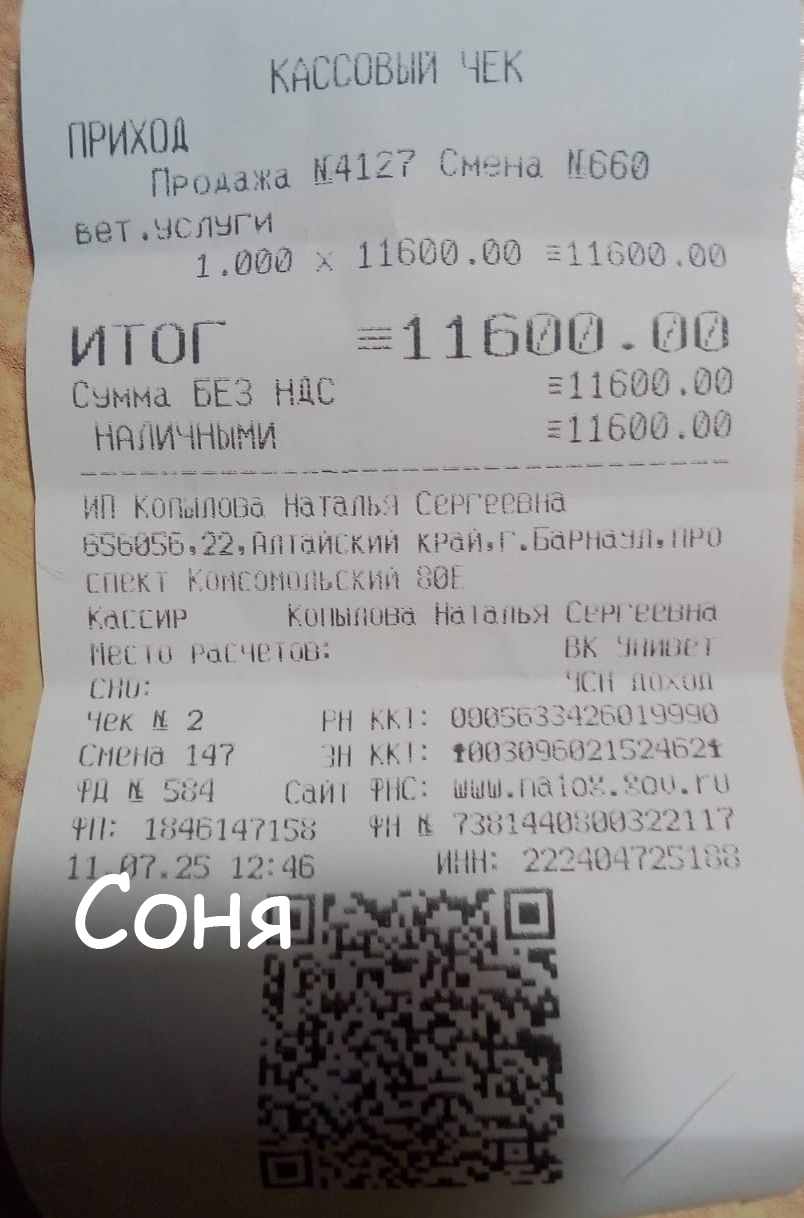 КАССОВЫЙ ЧЕК
ПРИХОД
Продажа №4127 Смена №660
вет.услуги
1.000 x 11600.00 ≡11600.00
ИТОГ ≡11600.00
Сумма БЕЗ НДС ≡11600.00
НАЛИЧНЫМИ ≡11600.00
ИП Копылова Наталья Сергеевна
656056,22,Алтайский край,г.Барнаул,про
спект Комсомольский 80Е
Кассир Копылова Наталья Сергеевна
Место расчетов: ВК Унивет
СНО: УСН доход
Чек № 2 РН ККТ: 0005633426019990
Смена 147 ЗН ККТ: 00309602152462
ФД № 584 Сайт ФНС: www.nalog.gov.ru
ФП: 1846147158 ФН № 7381440800322117
11.07.25 12:46 ИНН: 222404725188
Соня